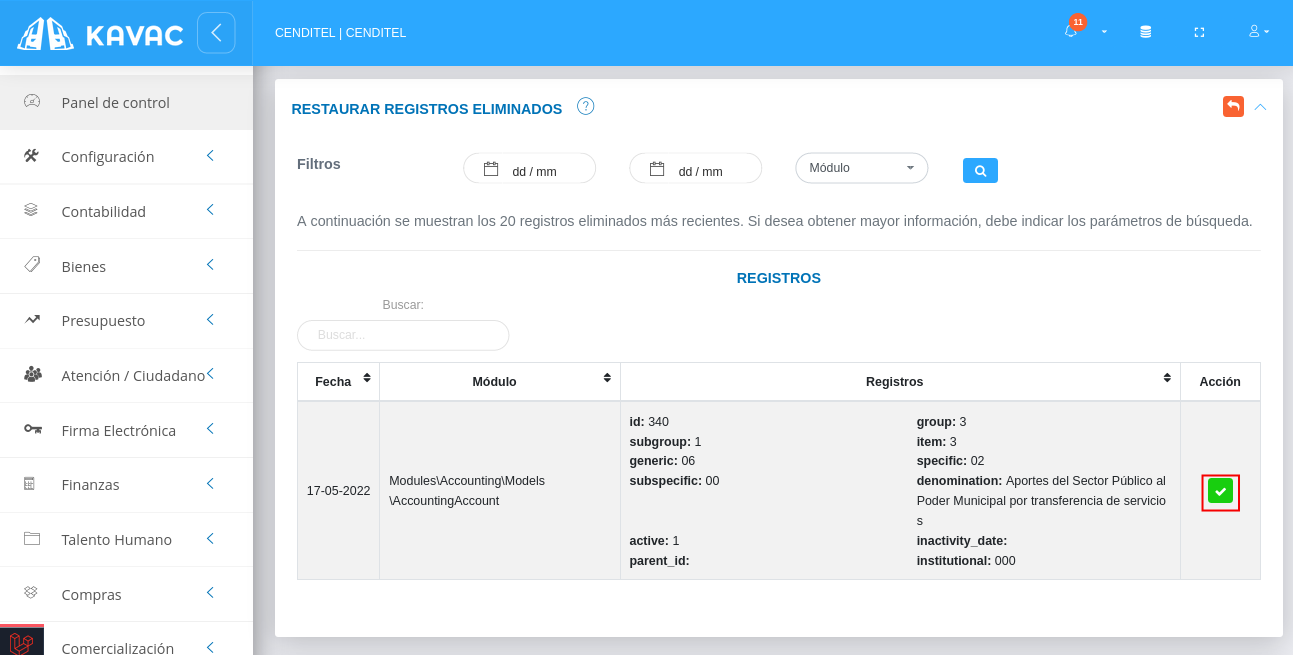 KAVAC
CENDITEL | CENDITEL
11
Panel de control
Configuración
Contabilidad
Bienes
Presupuesto
Atención / Ciudadano
Firma Electrónica
Finanzas
Talento Humano
Compras
Comercialización
RESTAURAR REGISTROS ELIMINADOS ?
Filtros
dd / mm
dd / mm
Módulo
A continuación se muestran los 20 registros eliminados más recientes. Si desea obtener mayor información, debe indicar los parámetros de búsqueda.
REGISTROS
Buscar:
Buscar...
Fecha Módulo Registros Acción
17-05-2022
Modules\Accounting\Models
\AccountingAccount
id: 340
group: 3
subgroup: 1
item: 3
generic: 06
specific: 02
subspecific: 00
denomination: Aportes del Sector Público al
Poder Municipal por transferencia de servicio
s
active: 1
inactivity_date:
parent_id:
institutional: 000